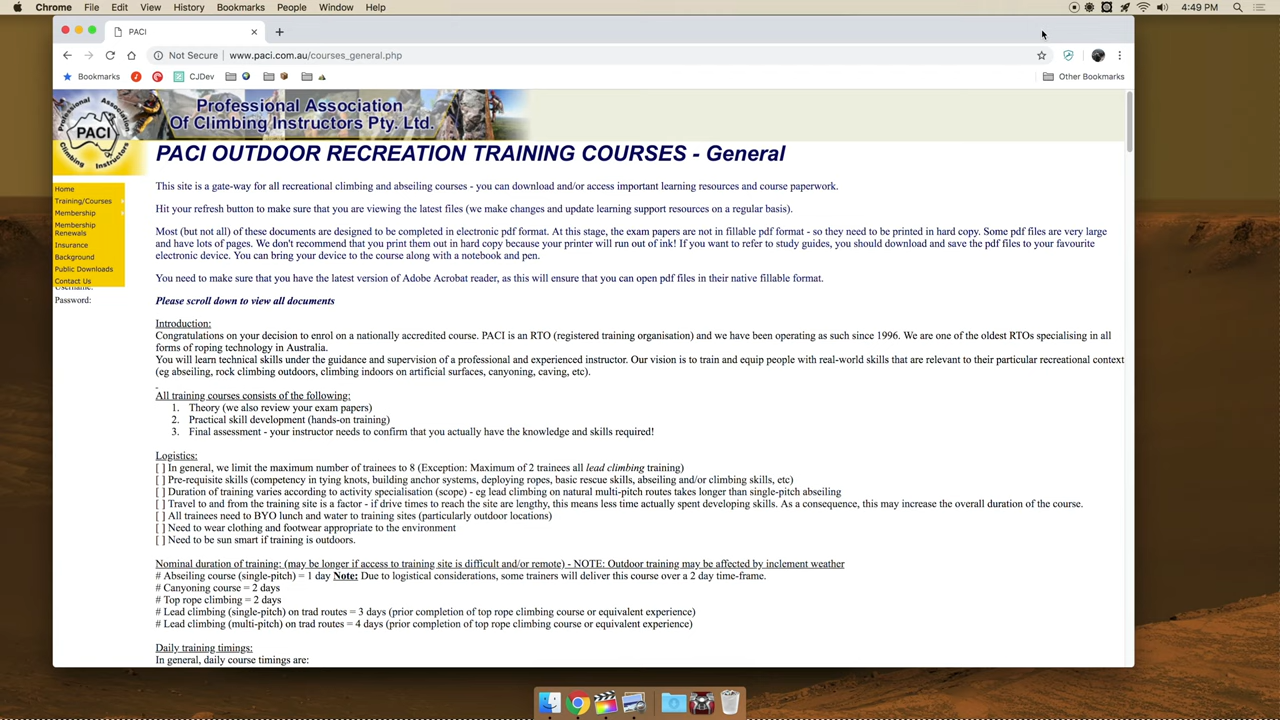 Chrome File Edit View History Bookmarks People Window Help 4:49 PM
PACI
Not Secure www.paci.com.au/courses_general.php
Bookmarks CJDev Other Bookmarks
Professional Association
Of Climbing Instructors Pty. Ltd.
Professional Association
PACI
Climbing Instructors
PACI OUTDOOR RECREATION TRAINING COURSES - General
This site is a gate-way for all recreational climbing and abseiling courses - you can download and/or access important learning resources and course paperwork.
Hit your refresh button to make sure that you are viewing the latest files (we make changes and update learning support resources on a regular basis).
Most (but not all) of these documents are designed to be completed in electronic pdf format. At this stage, the exam papers are not in fillable pdf format - so they need to be printed in hard copy. Some pdf files are very large
and have lots of pages. We don't recommend that you print them out in hard copy because your printer will run out of ink! If you want to refer to study guides, you should download and save the pdf files to your favourite
electronic device. You can bring your device to the course along with a notebook and pen.
You need to make sure that you have the latest version of Adobe Acrobat reader, as this will ensure that you can open pdf files in their native fillable format.
Please scroll down to view all documents
Home
Training/Courses
Membership
Membership
Renewals
Insurance
Background
Public Downloads
Contact Us
Username:
Password:
Introduction:
Congratulations on your decision to enrol on a nationally accredited course. PACI is an RTO (registered training organisation) and we have been operating as such since 1996. We are one of the oldest RTOs specialising in all
forms of roping technology in Australia.
You will learn technical skills under the guidance and supervision of a professional and experienced instructor. Our vision is to train and equip people with real-world skills that are relevant to their particular recreational context
(eg abseiling, rock climbing outdoors, climbing indoors on artificial surfaces, canyoning, caving, etc).
All training courses consists of the following:
1. Theory (we also review your exam papers)
2. Practical skill development (hands-on training)
3. Final assessment - your instructor needs to confirm that you actually have the knowledge and skills required!
Logistics:
[ ] In general, we limit the maximum number of trainees to 8 (Exception: Maximum of 2 trainees all lead climbing training)
[ ] Pre-requisite skills (competency in tying knots, building anchor systems, deploying ropes, basic rescue skills, abseiling and/or climbing skills, etc)
[ ] Duration of training varies according to activity specialisation (scope) - eg lead climbing on natural multi-pitch routes takes longer than single-pitch abseiling
[ ] Travel to and from the training site is a factor - if drive times to reach the site are lengthy, this means less time actually spent developing skills. As a consequence, this may increase the overall duration of the course.
[ ] All trainees need to BYO lunch and water to training sites (particularly outdoor locations)
[ ] Need to wear clothing and footwear appropriate to the environment
[ ] Need to be sun smart if training is outdoors.
Nominal duration of training: (may be longer if access to training site is difficult and/or remote) - NOTE: Outdoor training may be affected by inclement weather
# Abseiling course (single-pitch) = 1 day Note: Due to logistical considerations, some trainers will deliver this course over a 2 day time-frame.
# Canyoning course = 2 days
# Top rope climbing = 2 days
# Lead climbing (single-pitch) on trad routes = 3 days (prior completion of top rope climbing course or equivalent experience)
# Lead climbing (multi-pitch) on trad routes = 4 days (prior completion of top rope climbing course or equivalent experience)
Daily training timings:
In general, daily course timings are: